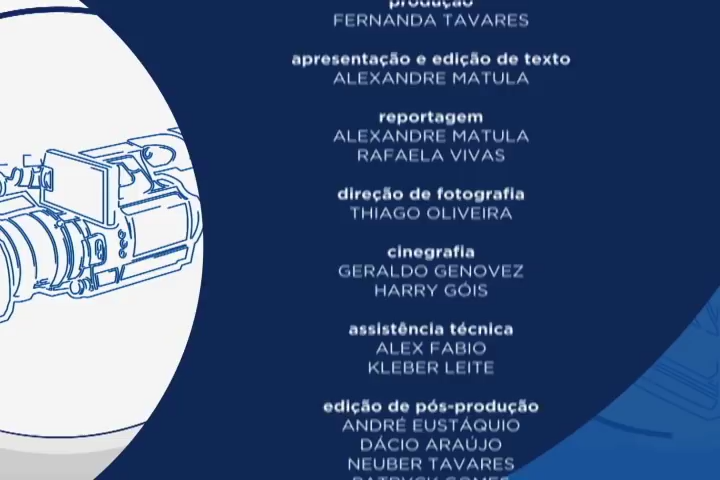 produção
FERNANDA TAVARES
apresentação e edição de texto
ALEXANDRE MATULA
reportagem
ALEXANDRE MATULA
RAFAELA VIVAS
direção de fotografia
THIAGO OLIVEIRA
cinegrafia
GERALDO GENOVEZ
HARRY GÓIS
assistência técnica
ALEX FABIO
KLEBER LEITE
edição de pós-produção
ANDRÉ EUSTÁQUIO
DÁCIO ARAÚJO
NEUBER TAVARES